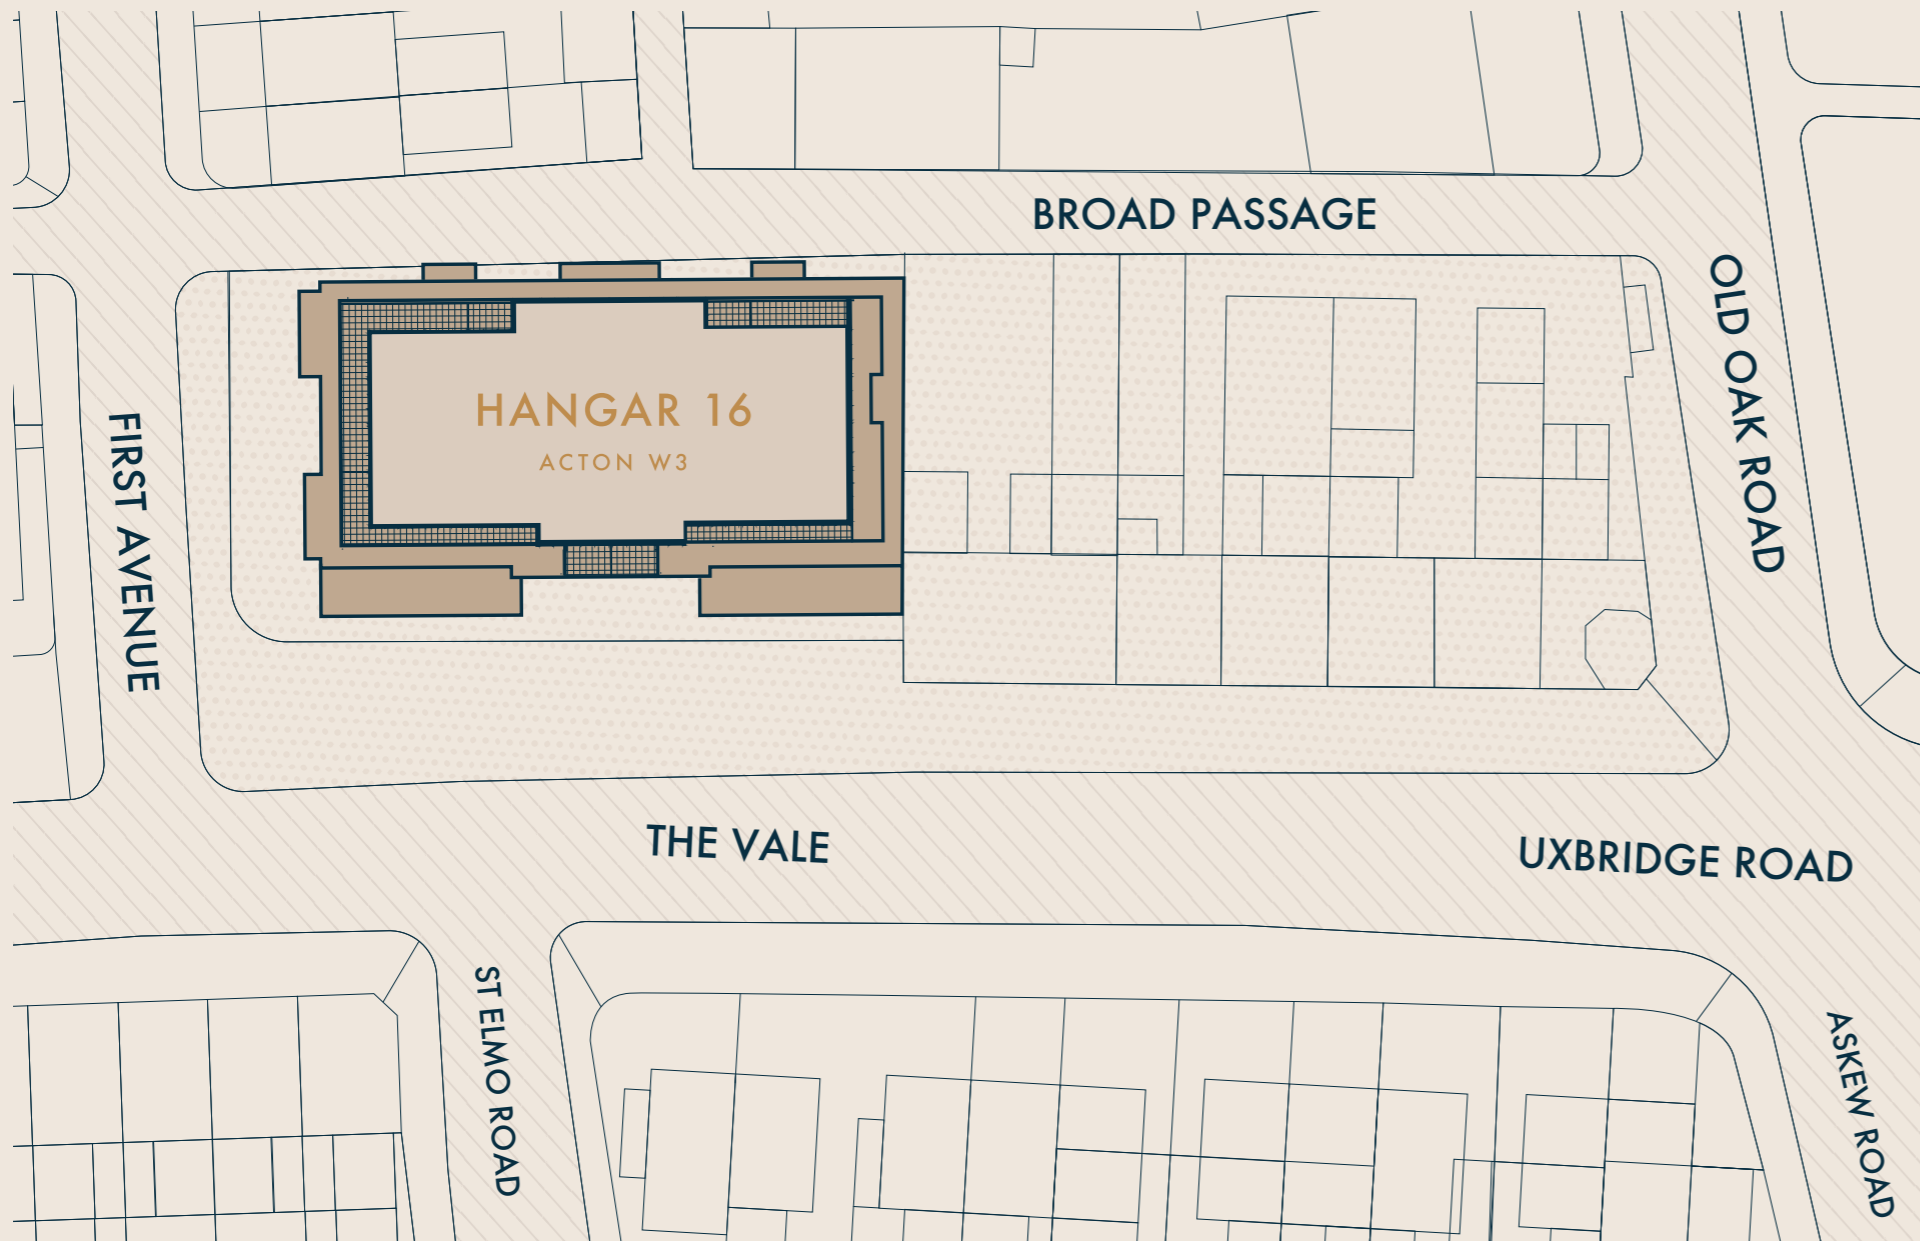 BROAD PASSAGE
OLD OAK ROAD
HANGAR 16
ACTON W3
FIRST AVENUE
THE VALE
UXBRIDGE ROAD
ST ELMO ROAD
ASKEW ROAD